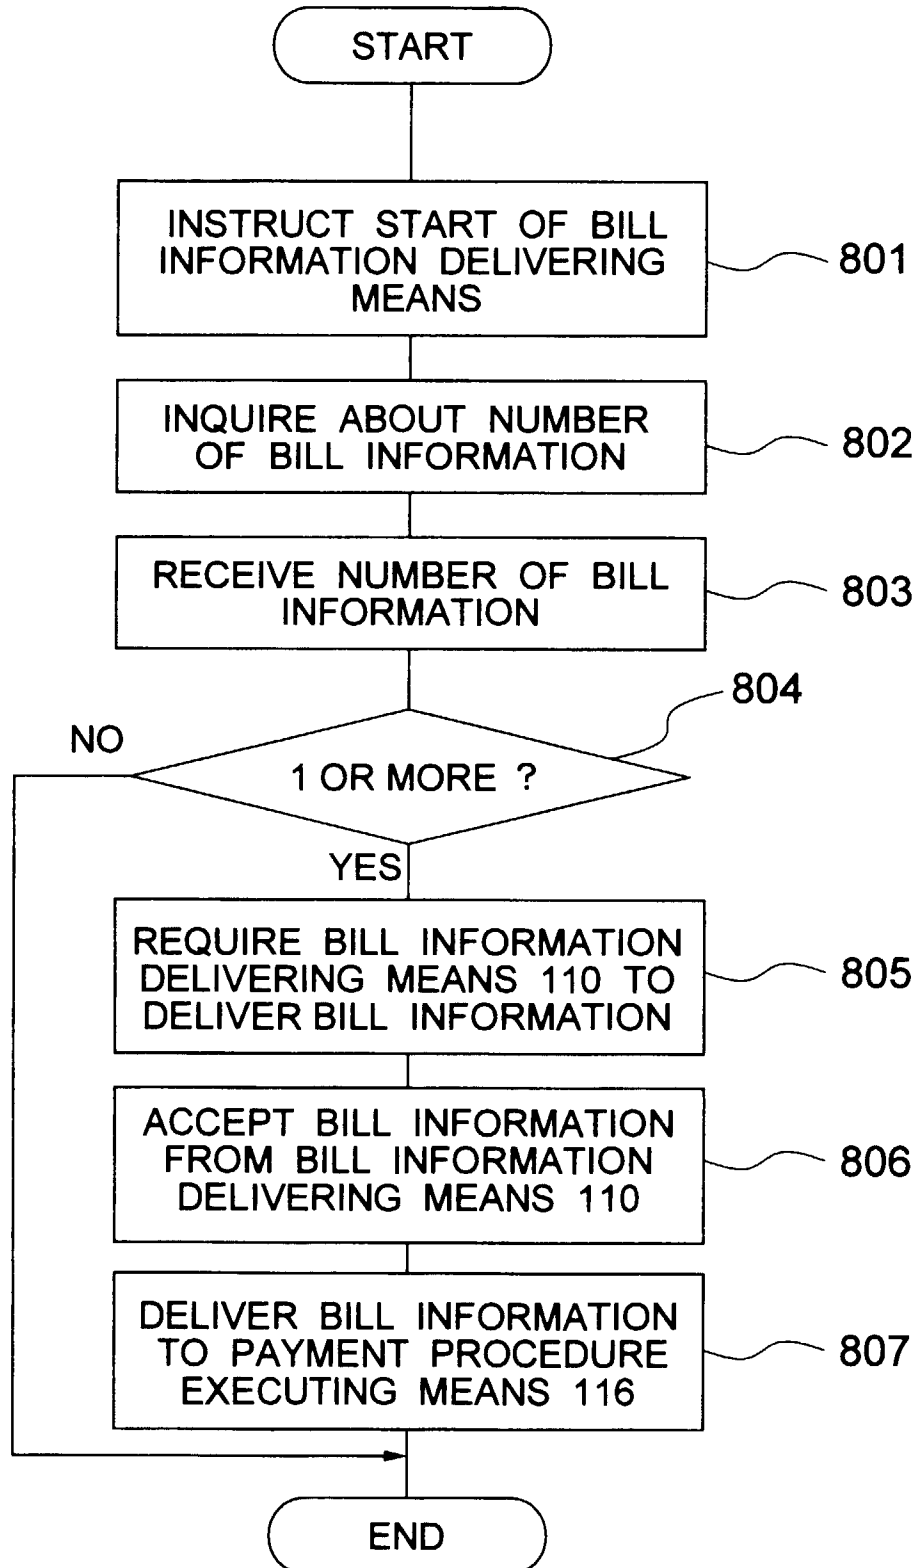 START
INSTRUCT START OF BILL
INFORMATION DELIVERING
MEANS
801
INQUIRE ABOUT NUMBER
OF BILL INFORMATION
802
RECEIVE NUMBER OF BILL
INFORMATION
803
804
NO
1 OR MORE ?
YES
REQUIRE BILL INFORMATION
DELIVERING MEANS 110 TO
DELIVER BILL INFORMATION
805
ACCEPT BILL INFORMATION
FROM BILL INFORMATION
DELIVERING MEANS 110
806
DELIVER BILL INFORMATION
TO PAYMENT PROCEDURE
EXECUTING MEANS 116
807
END